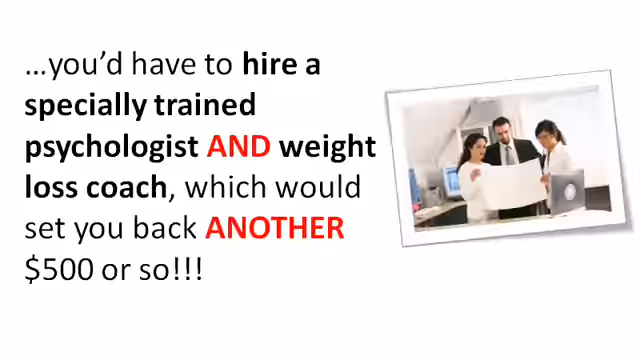 …you’d have to hire a
specially trained
psychologist AND weight
loss coach, which would
set you back ANOTHER
$500 or so!!!